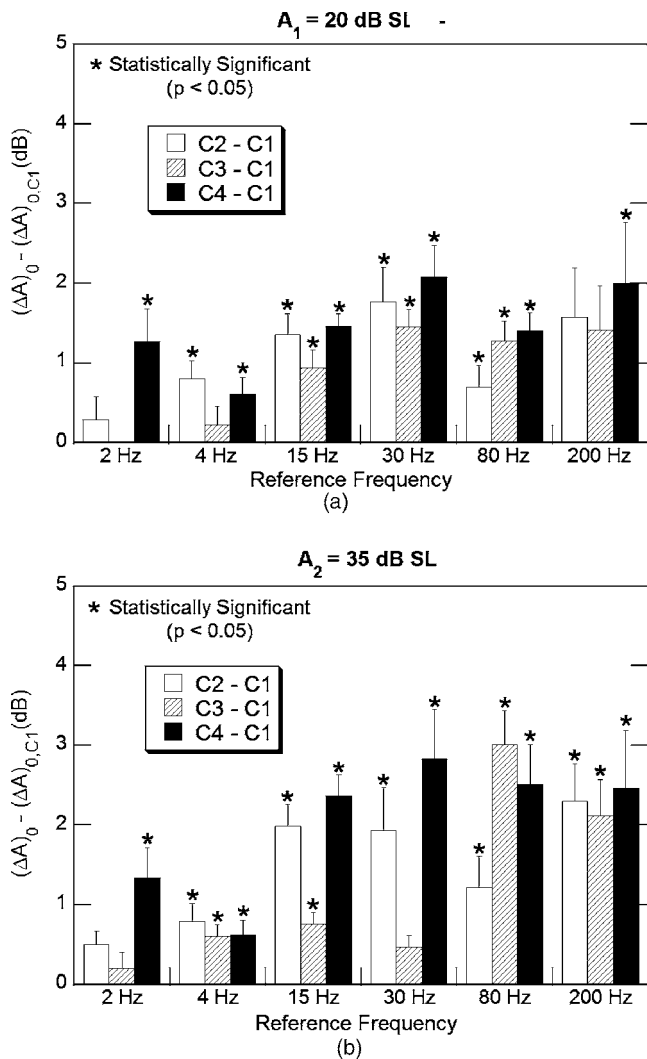 A1 = 20 dB SL -
5
* Statistically Significant
(p < 0.05)
4
C2 - C1
C3 - C1
C4 - C1
3
2
1
0
(ΔA)0 - (ΔA)0,C1 (dB)
* * * * * * * * * * * * * *
2 Hz 4 Hz 15 Hz 30 Hz 80 Hz 200 Hz
Reference Frequency
(a)
A2 = 35 dB SL
5
* Statistically Significant
(p < 0.05)
4
C2 - C1
C3 - C1
C4 - C1
3
2
1
0
(ΔA)0 - (ΔA)0,C1 (dB)
* * * * * * * * * * * * * * *
2 Hz 4 Hz 15 Hz 30 Hz 80 Hz 200 Hz
Reference Frequency
(b)